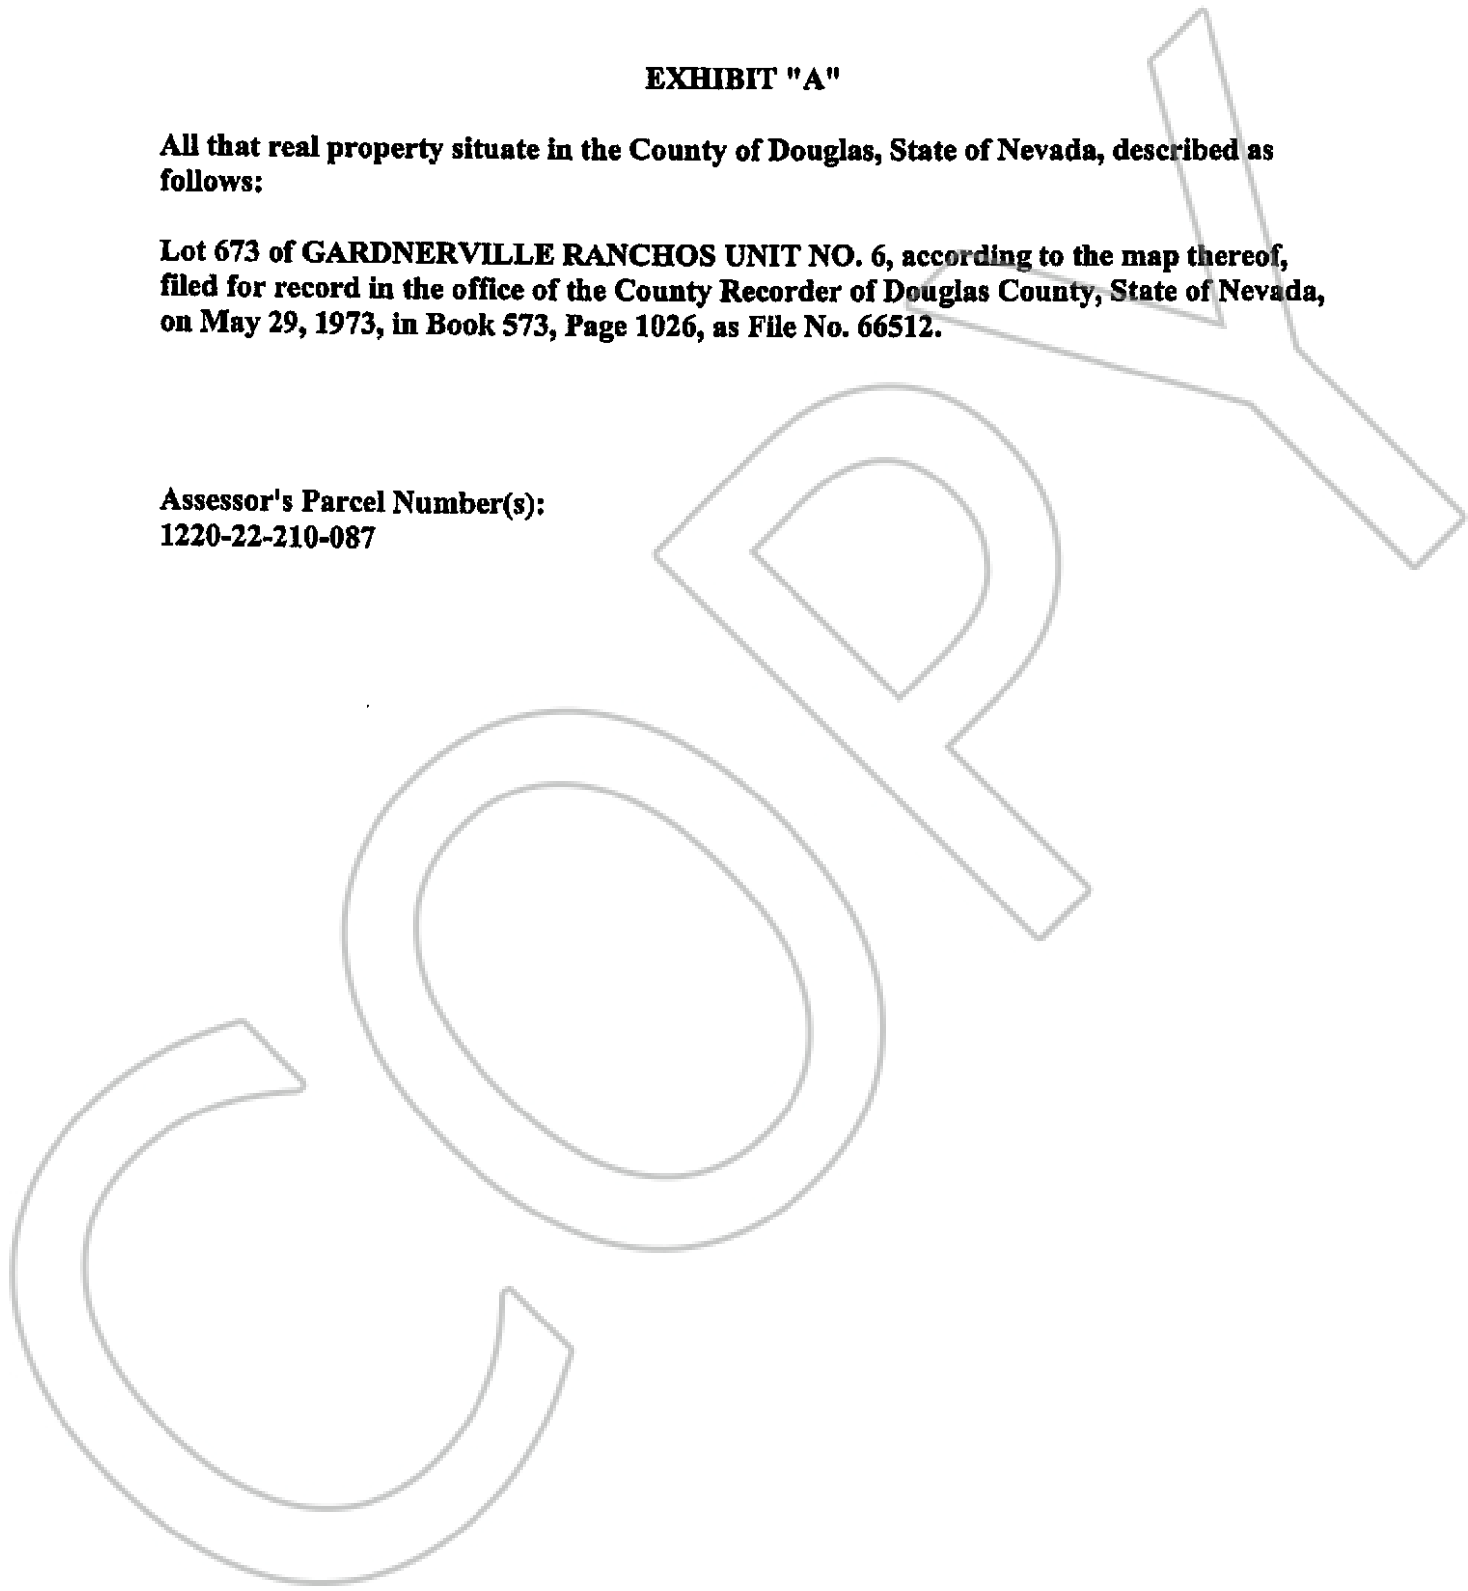 EXHIBIT "A"
All that real property situate in the County of Douglas, State of Nevada, described as
follows:
Lot 673 of GARDNERVILLE RANCHOS UNIT NO. 6, according to the map thereof,
filed for record in the office of the County Recorder of Douglas County, State of Nevada,
on May 29, 1973, in Book 573, Page 1026, as File No. 66512.
Assessor's Parcel Number(s):
1220-22-210-087
COPY